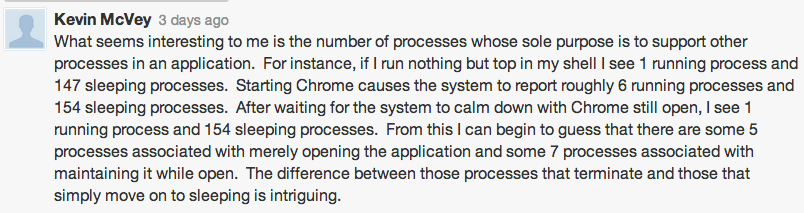 Kevin McVey 3 days ago
What seems interesting to me is the number of processes whose sole purpose is to support other
processes in an application.  For instance, if I run nothing but top in my shell I see 1 running process and
147 sleeping processes.  Starting Chrome causes the system to report roughly 6 running processes and
154 sleeping processes.  After waiting for the system to calm down with Chrome still open, I see 1
running process and 154 sleeping processes.  From this I can begin to guess that there are some 5
processes associated with merely opening the application and some 7 processes associated with
maintaining it while open.  The difference between those processes that terminate and those that
simply move on to sleeping is intriguing.